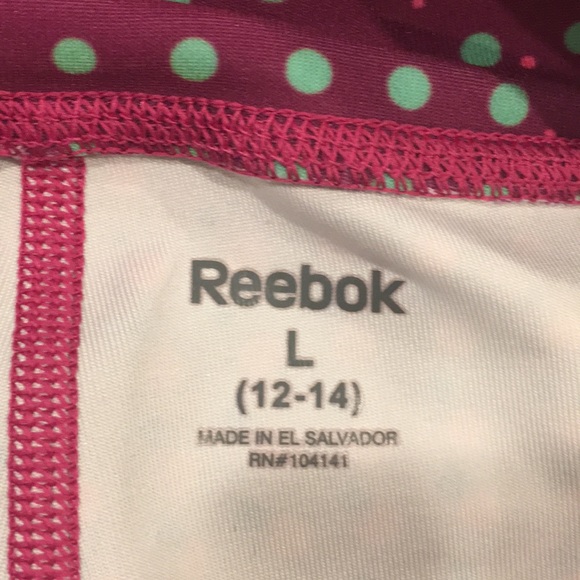 Reebok
L
(12-14)
MADE IN EL SALVADOR
RN#104141